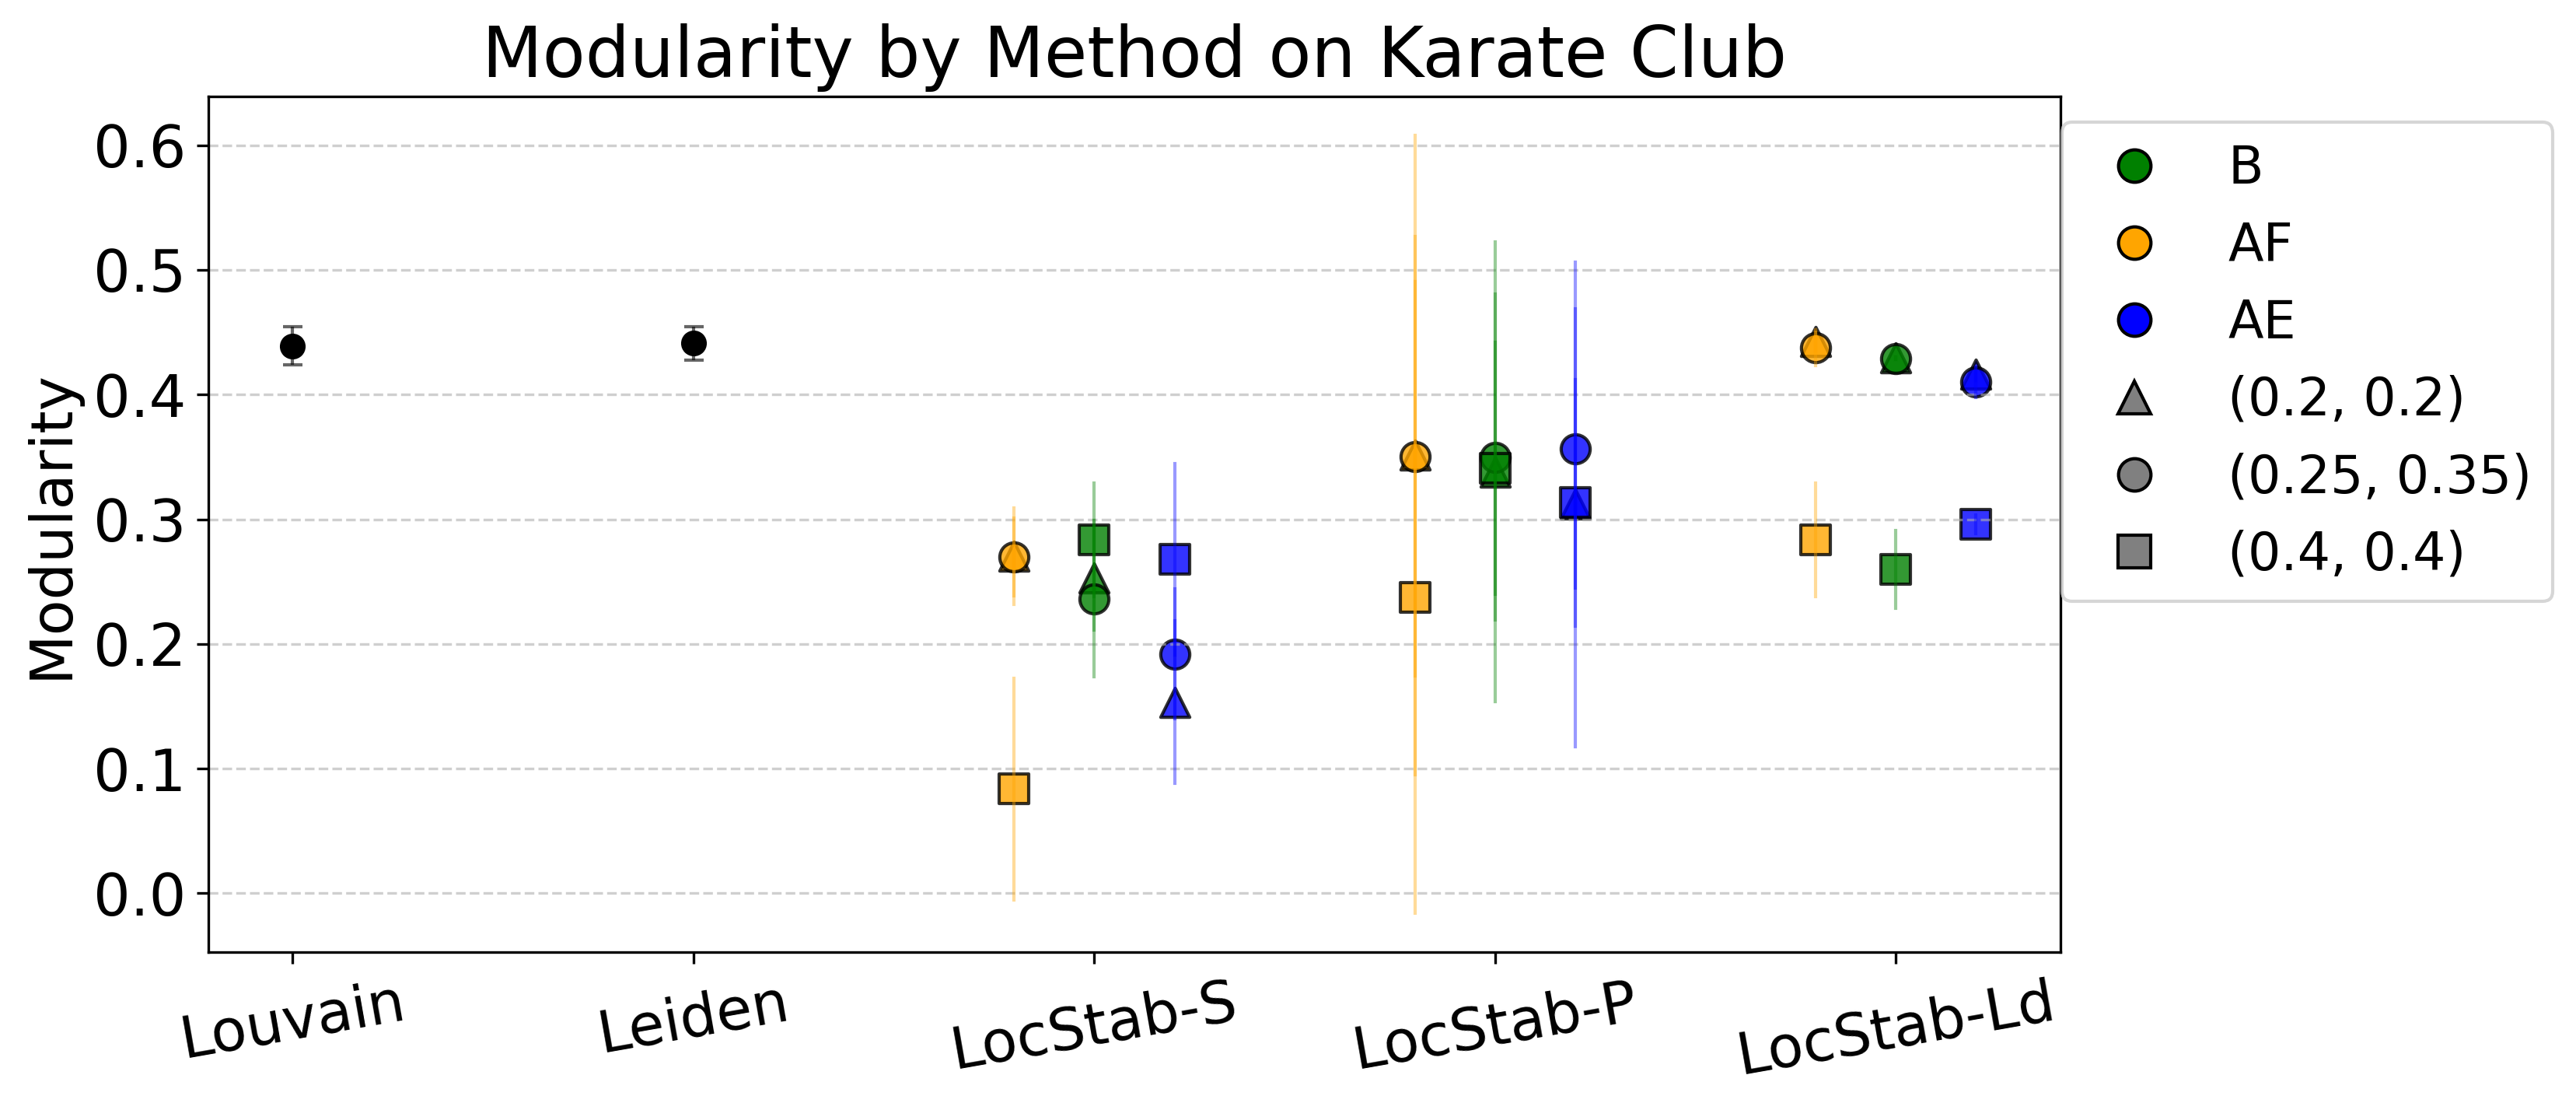 Modularity by Method on Karate Club
Modularity
0.6
0.5
0.4
0.3
0.2
0.1
0.0
Louvain
Leiden
LocStab-S
LocStab-P
LocStab-Ld
B
AF
AE
(0.2, 0.2)
(0.25, 0.35)
(0.4, 0.4)